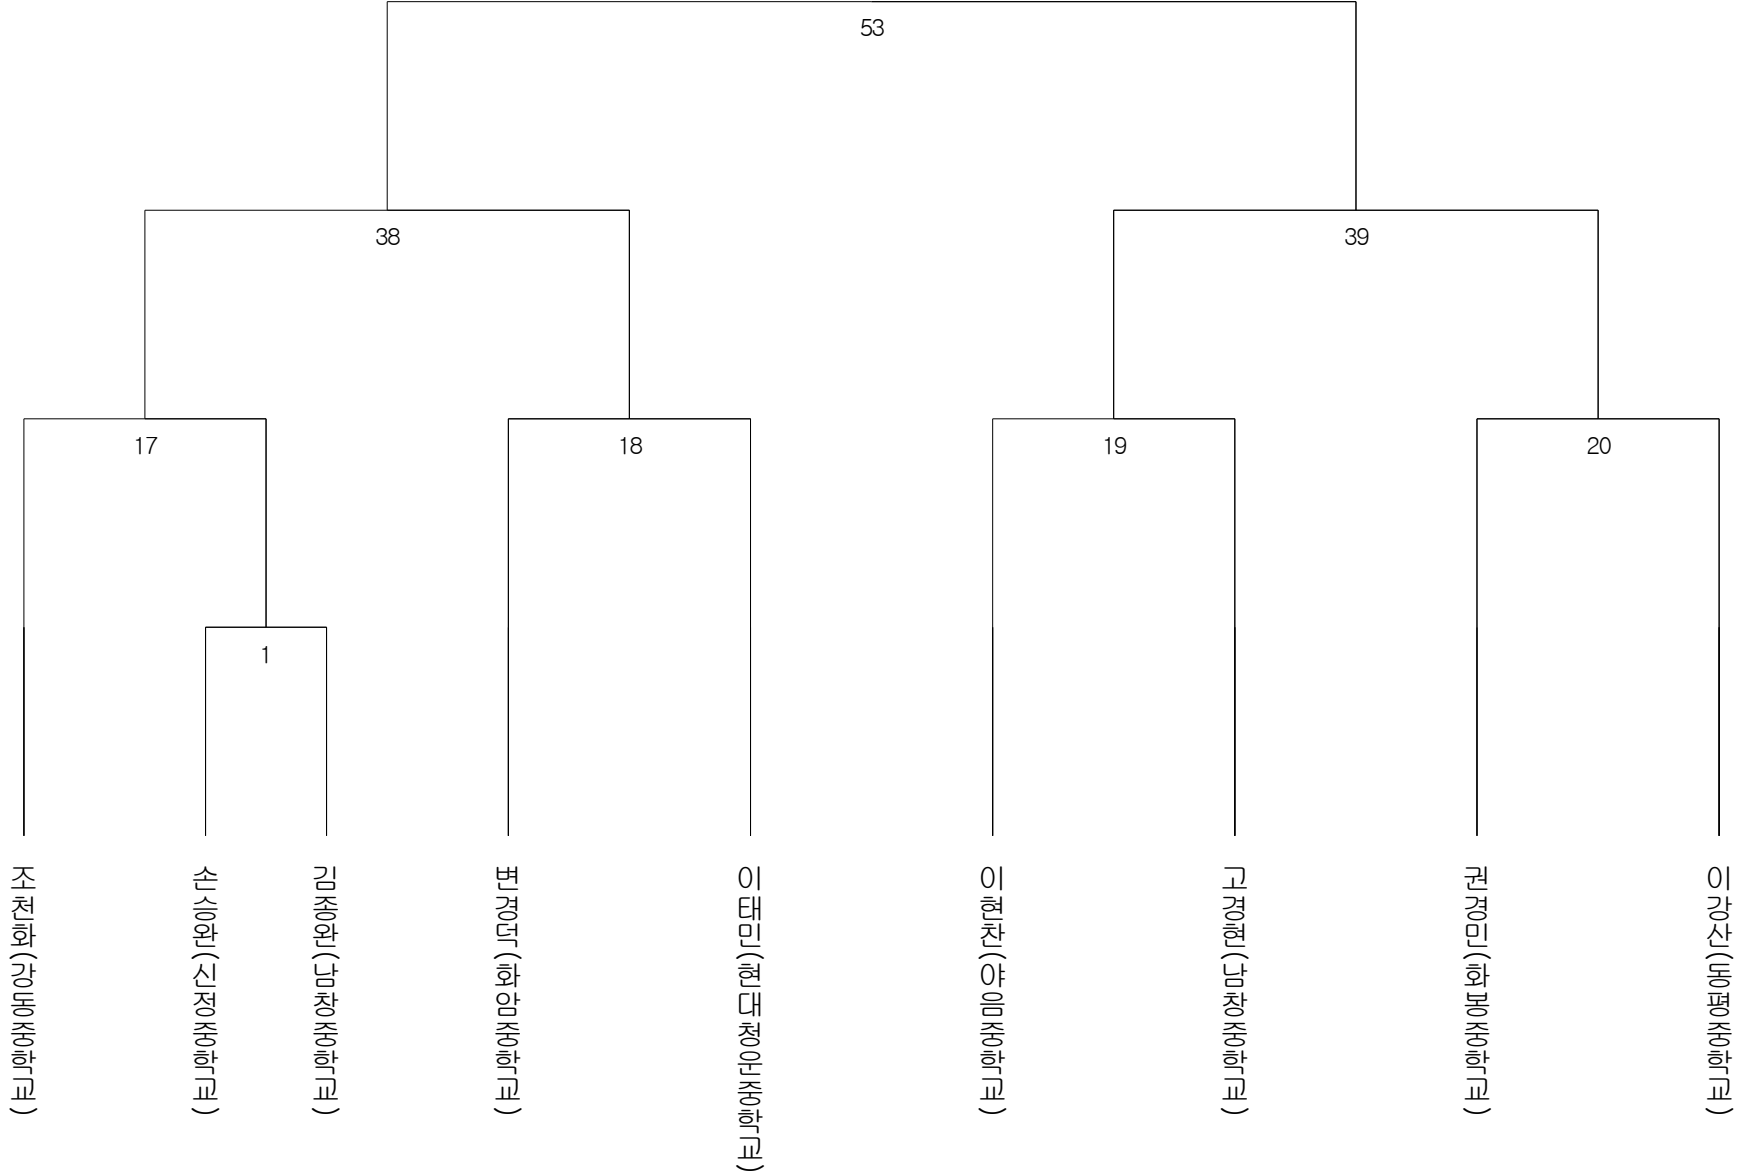 53
38
39
17
18
19
20
1
조천화(강동중학교)
손승완(신정중학교)
김종완(남창중학교)
변경덕(화암중학교)
이태민(현대청운중학교)
이현찬(야음중학교)
고경현(남창중학교)
권경민(화봉중학교)
이강산(동평중학교)